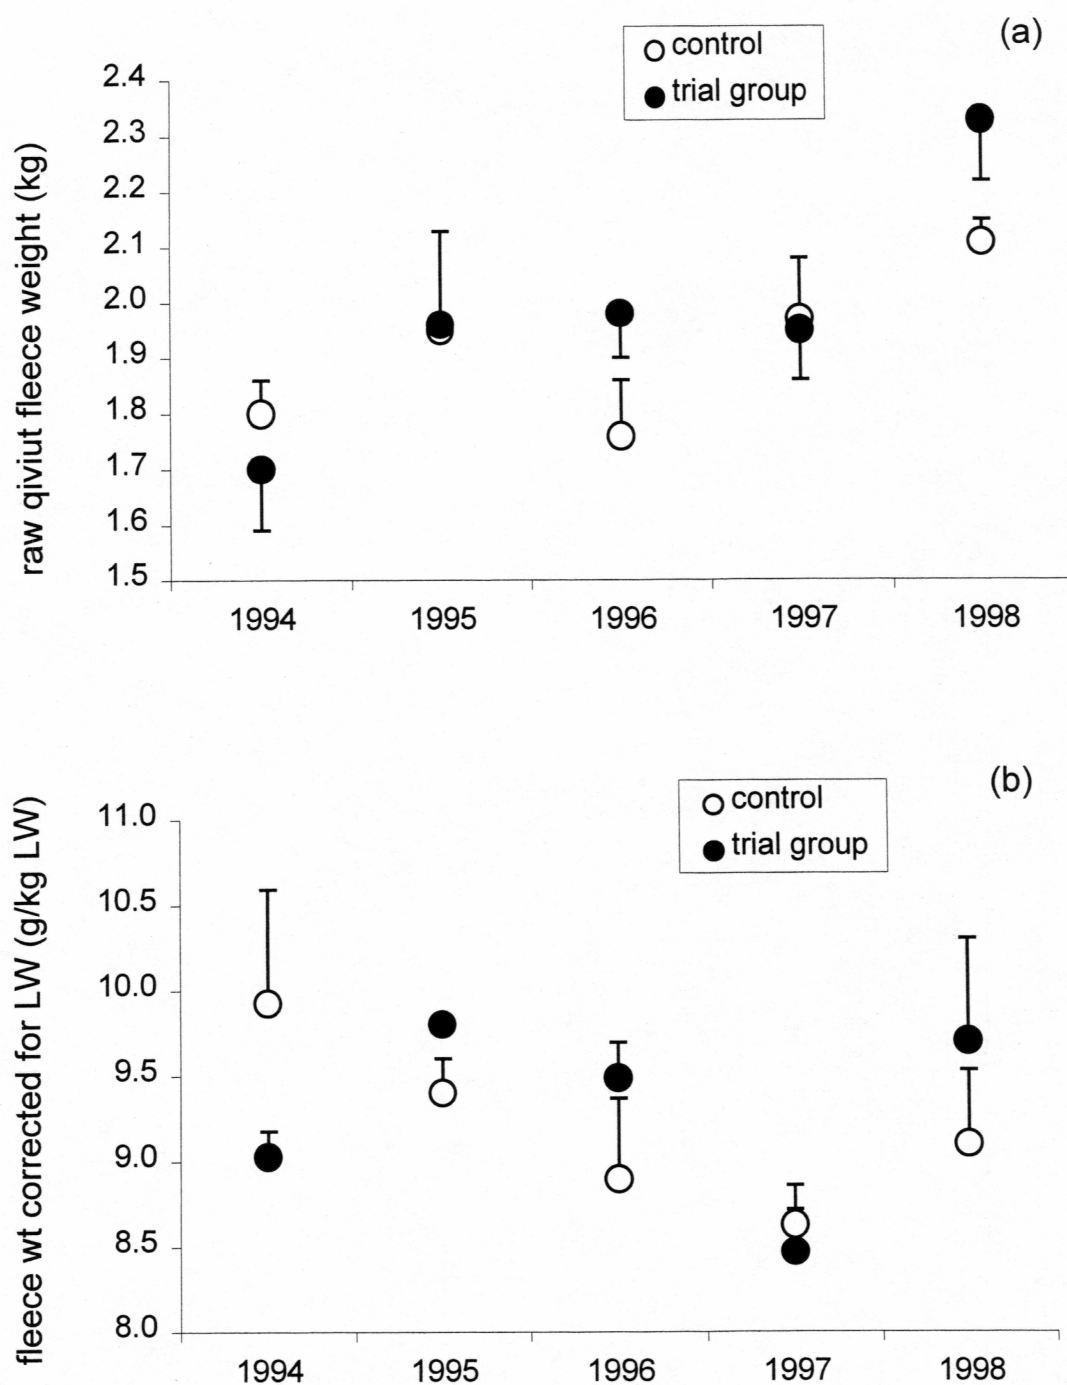 (a)
control
trial group
raw qiviut fleece weight (kg)
2.4
2.3
2.2
2.1
2.0
1.9
1.8
1.7
1.6
1.5
1994 1995 1996 1997 1998
(b)
control
trial group
fleece wt corrected for LW (g/kg LW)
11.0
10.5
10.0
9.5
9.0
8.5
8.0
1994 1995 1996 1997 1998